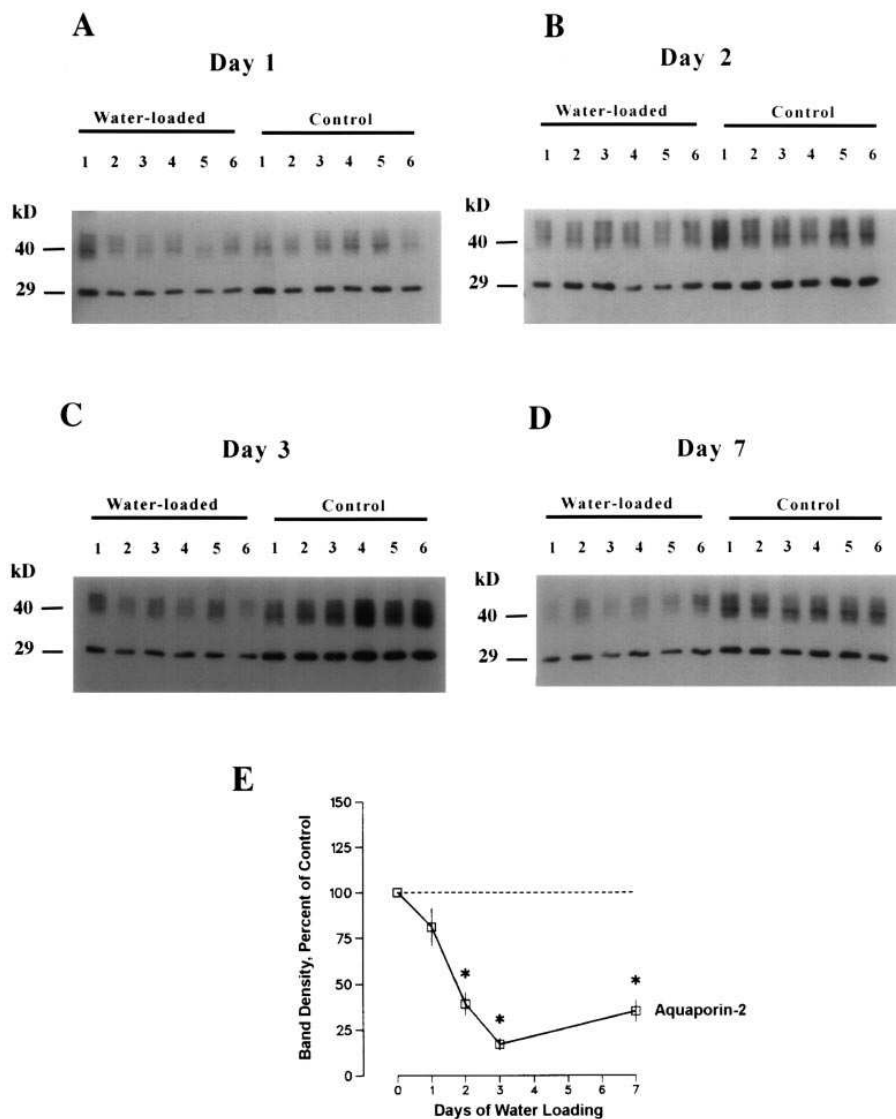 A
Day 1
Water-loaded Control
1 2 3 4 5 6 1 2 3 4 5 6
kD
40
29
B
Day 2
Water-loaded Control
1 2 3 4 5 6 1 2 3 4 5 6
kD
40
29
C
Day 3
Water-loaded Control
1 2 3 4 5 6 1 2 3 4 5 6
kD
40
29
D
Day 7
Water-loaded Control
1 2 3 4 5 6 1 2 3 4 5 6
kD
40
29
E
Band Density, Percent of Control
150
125
100
75
50
25
0
* * *
Aquaporin-2
0 1 2 3 4 5 6 7
Days of Water Loading